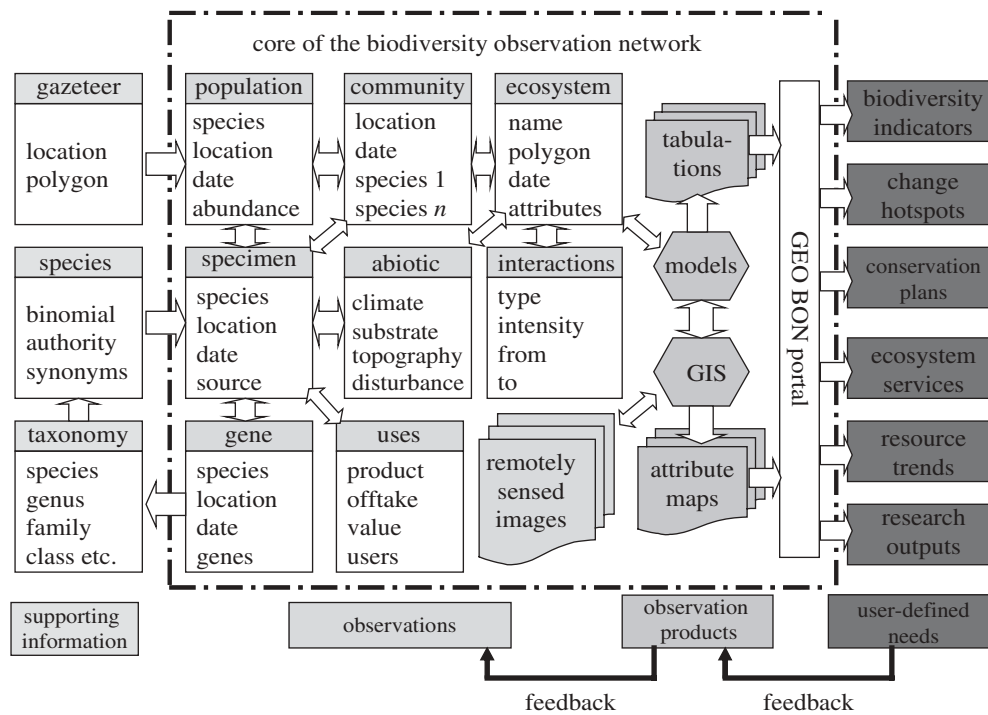 core of the biodiversity observation network
gazeteer
location
polygon
population
species
location
date
abundance
community
location
date
species 1
species n
ecosystem
name
polygon
date
attributes
tabula-
tions
species
binomial
authority
synonyms
specimen
species
location
date
source
abiotic
climate
substrate
topography
disturbance
interactions
type
intensity
from
to
models
GIS
taxonomy
species
genus
family
class etc.
gene
species
location
date
genes
uses
product
offtake
value
users
remotely
sensed
images
attribute
maps
GEO BON portal
biodiversity
indicators
change
hotspots
conservation
plans
ecosystem
services
resource
trends
research
outputs
supporting
information
observations
observation
products
user-defined
needs
feedback
feedback